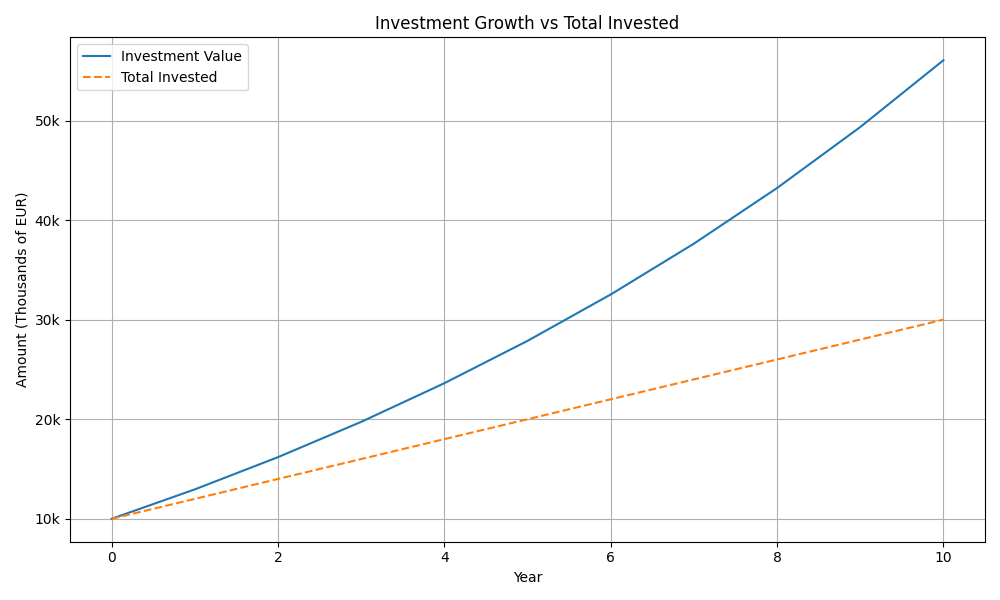 Investment Growth vs Total Invested
Investment Value
Total Invested
Amount (Thousands of EUR)
50k
40k
30k
20k
10k
0 2 4 6 8 10
Year